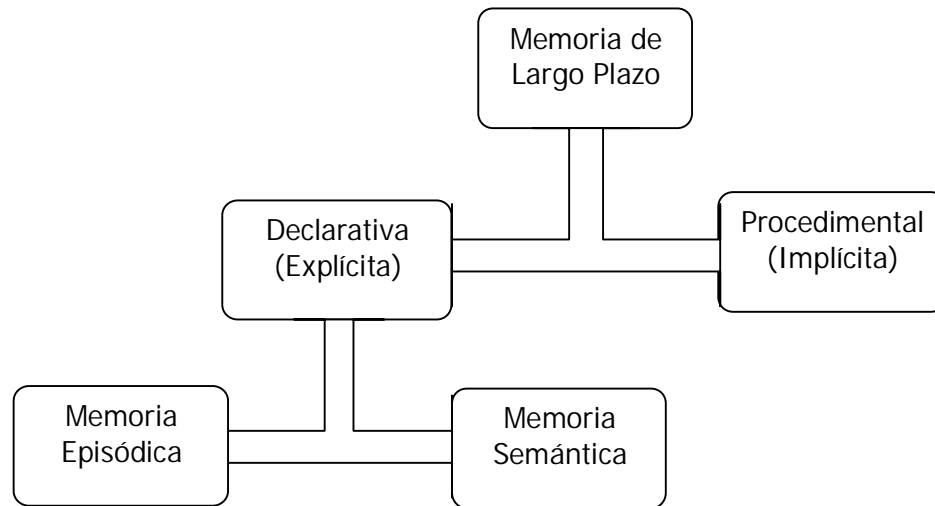 Memoria de
Largo Plazo
Declarativa
(Explícita)
Procedimental
(Implícita)
Memoria
Episódica
Memoria
Semántica